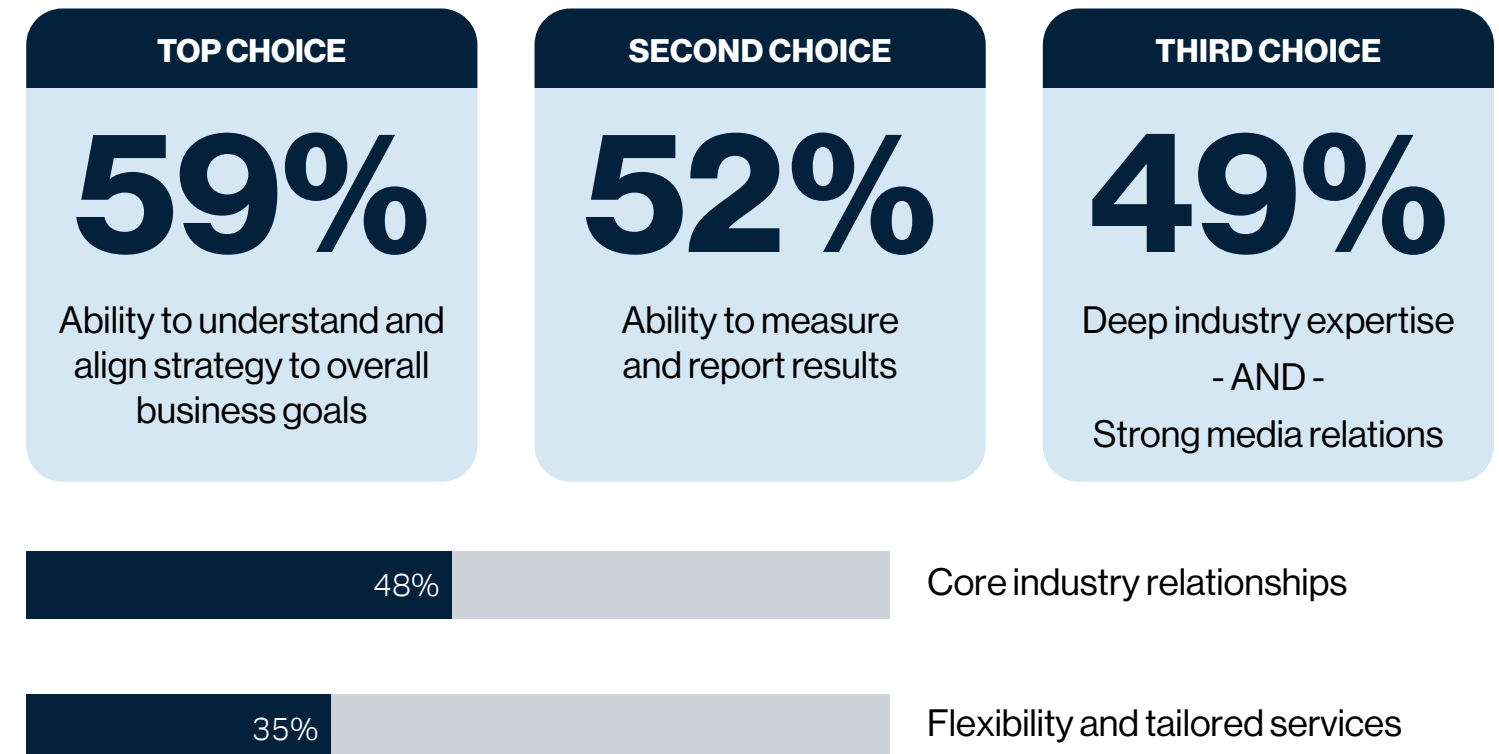 TOP CHOICE
59%
Ability to understand and
align strategy to overall
business goals
SECOND CHOICE
52%
Ability to measure
and report results
THIRD CHOICE
49%
Deep industry expertise
- AND -
Strong media relations
48%
Core industry relationships
35%
Flexibility and tailored services